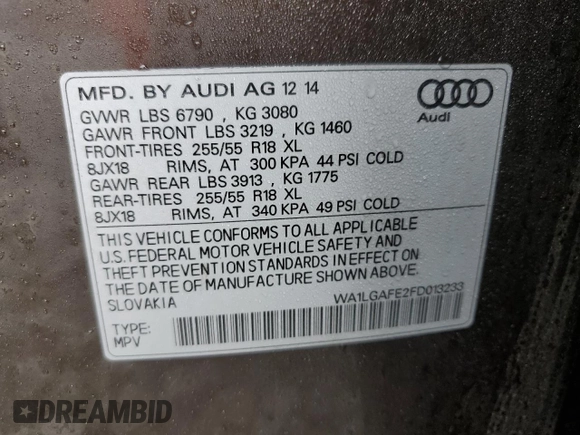 MFD. BY AUDI AG 12 14
GVWR LBS 6790 , KG 3080
GAWR FRONT LBS 3219 , KG 1460
FRONT-TIRES 255/55 R18 XL
8JX18 RIMS, AT 300 KPA 44 PSI COLD
GAWR REAR LBS 3913 , KG 1775
REAR-TIRES 255/55 R18 XL
8JX18 RIMS, AT 340 KPA 49 PSI COLD
Audi
THIS VEHICLE CONFORMS TO ALL APPLICABLE
U.S. FEDERAL MOTOR VEHICLE SAFETY AND
THEFT PREVENTION STANDARDS IN EFFECT ON
THE DATE OF MANUFACTURE SHOWN ABOVE.
SLOVAKIA
WA1LGAFE2FD013233
TYPE:
MPV
DREAMBID